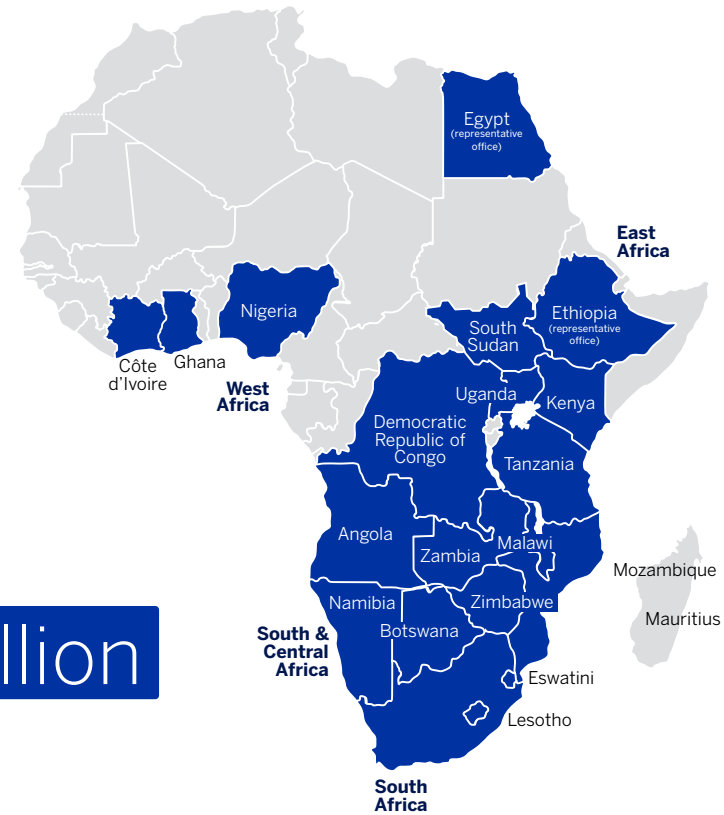 Egypt
(representative
office)
East
Africa
Nigeria
Ethiopia
(representative
office)
South
Sudan
Côte
d'Ivoire
Ghana
West
Africa
Uganda
Kenya
Democratic
Republic of
Congo
Tanzania
Angola
Malawi
Zambia
Mozambique
Namibia
Zimbabwe
Mauritius
Botswana
South &
Central
Africa
llion
Eswatini
Lesotho
South
Africa